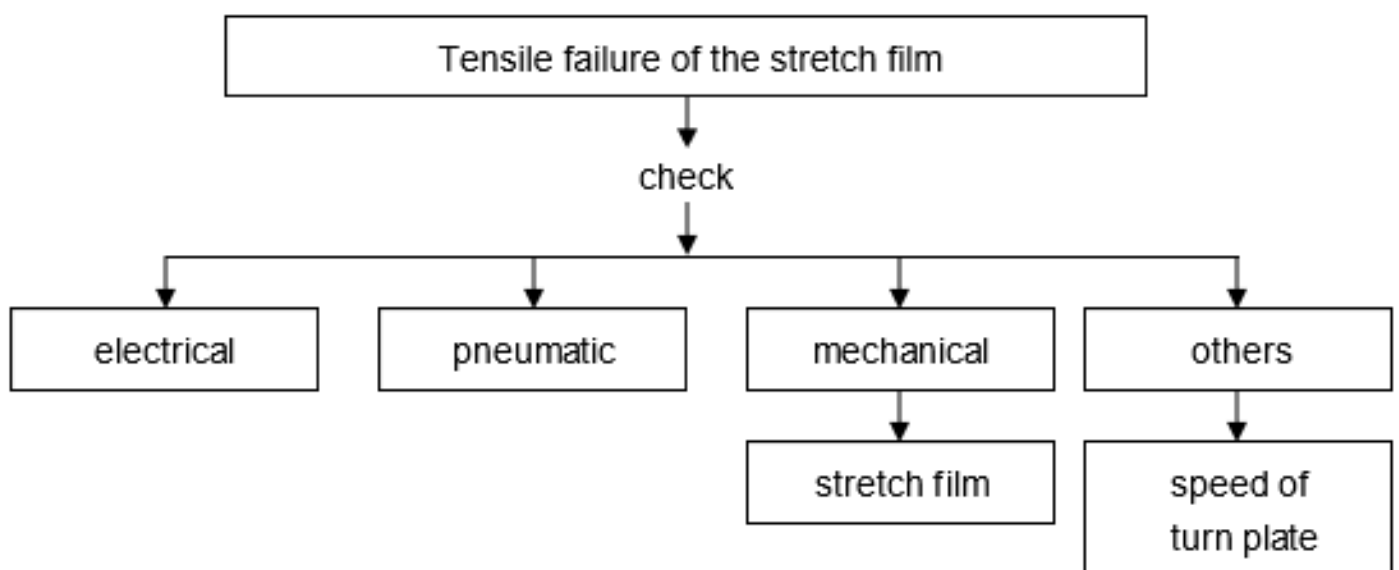 Tensile failure of the stretch film
check
electrical
pneumatic
mechanical
others
stretch film
speed of
turn plate